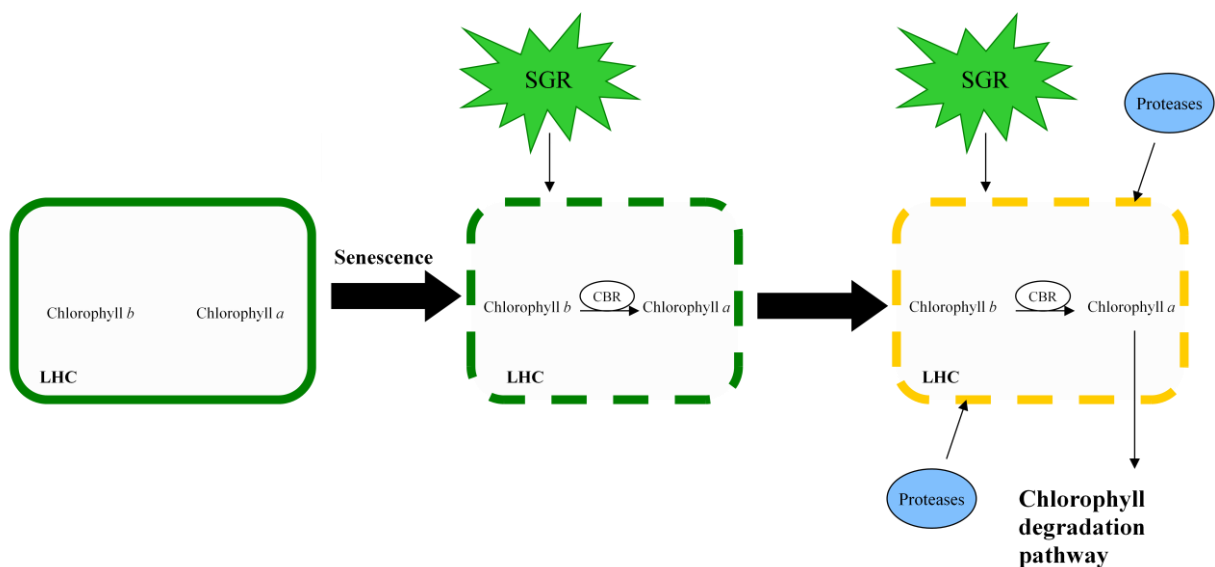 SGR
SGR
Proteases
Senescence
Chlorophyll b
Chlorophyll a
LHC
Chlorophyll b
CBR
Chlorophyll a
LHC
Chlorophyll b
CBR
Chlorophyll a
LHC
Proteases
Chlorophyll
degradation
pathway